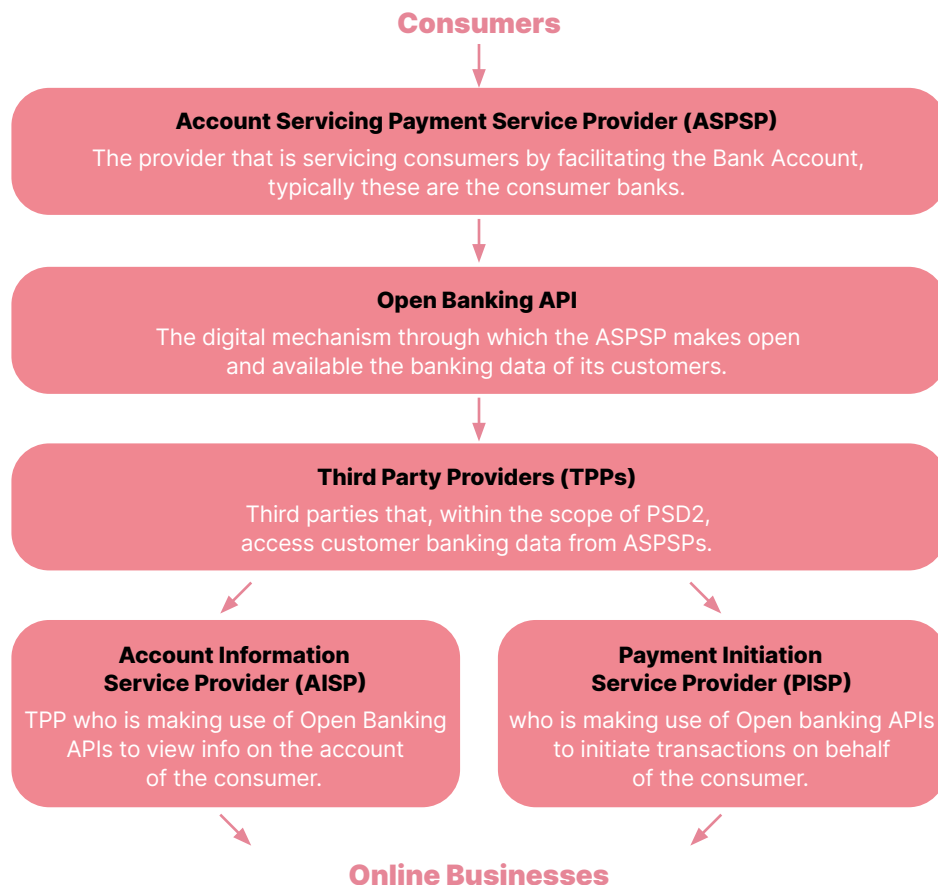 Consumers
Account Servicing Payment Service Provider (ASPSP)
The provider that is servicing consumers by facilitating the Bank Account,
typically these are the consumer banks.
Open Banking API
The digital mechanism through which the ASPSP makes open
and available the banking data of its customers.
Third Party Providers (TPPs)
Third parties that, within the scope of PSD2,
access customer banking data from ASPSPs.
Account Information
Service Provider (AISP)
TPP who is making use of Open Banking
APIs to view info on the account
of the consumer.
Payment Initiation
Service Provider (PISP)
who is making use of Open banking APIs
to initiate transactions on behalf
of the consumer.
Online Businesses